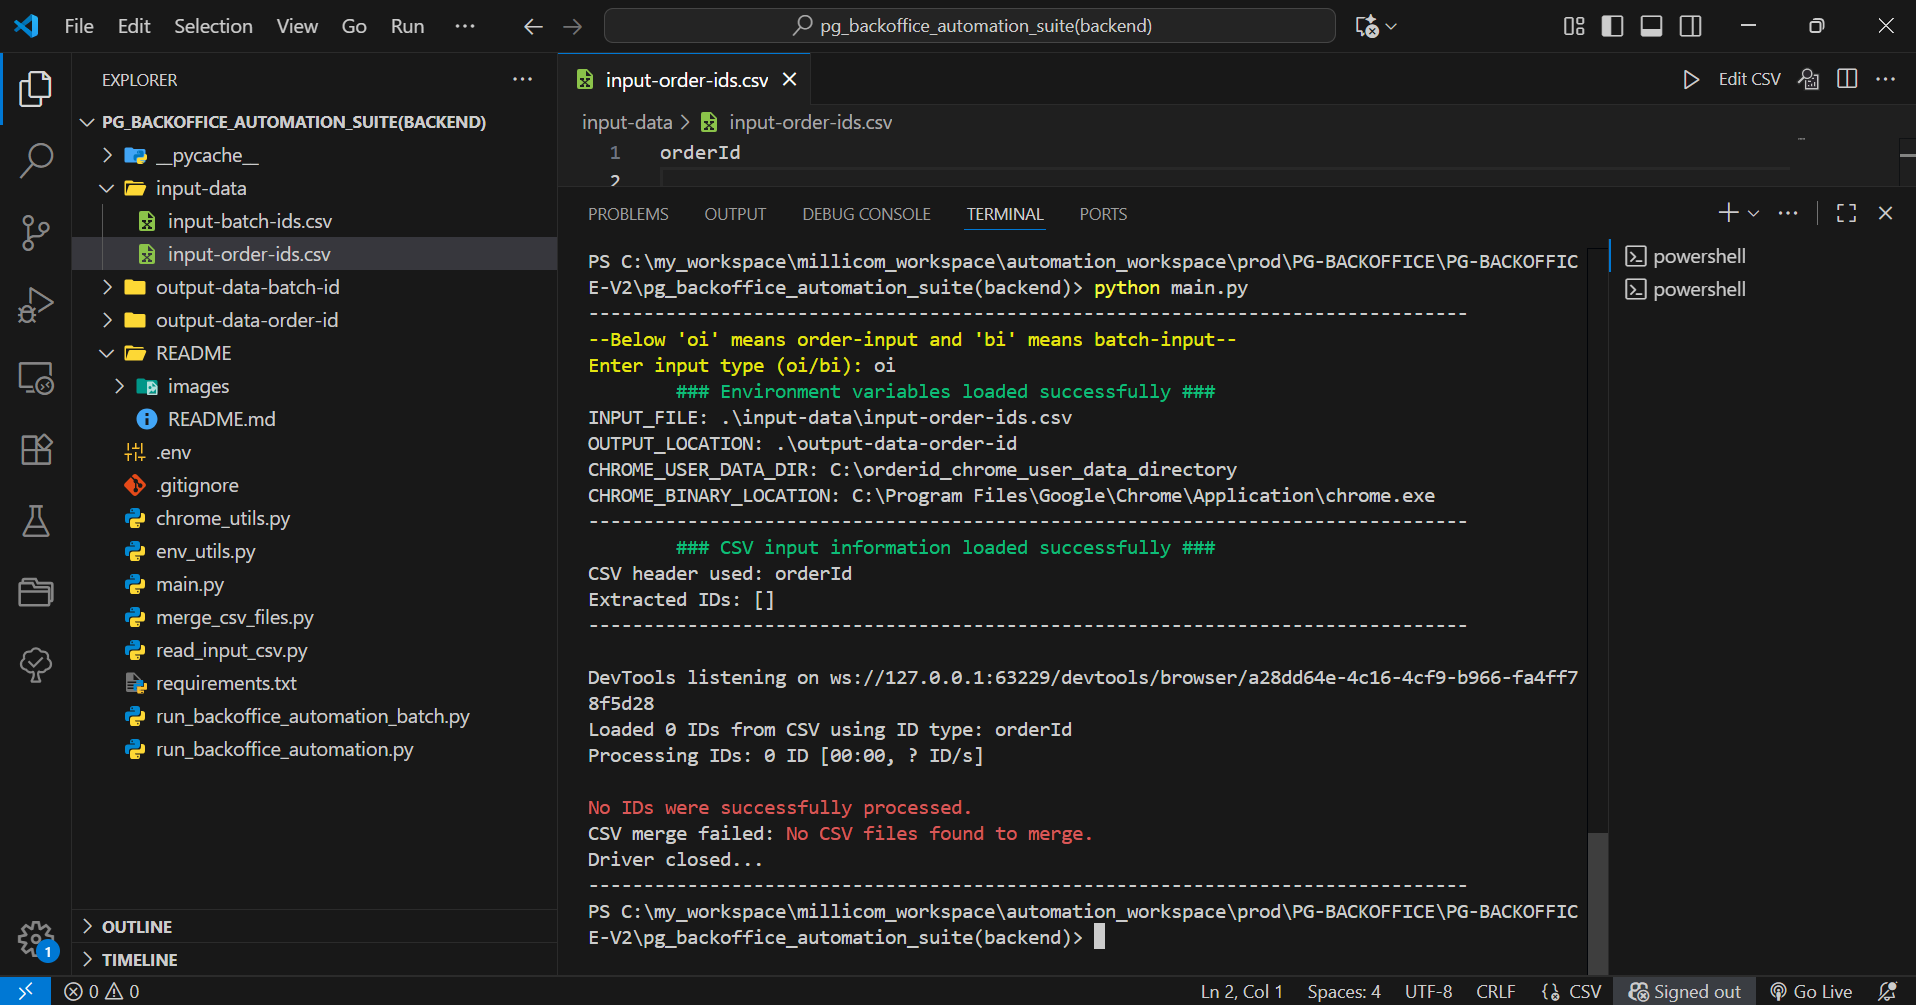 File Edit Selection View Go Run ··· pg_backoffice_automation_suite(backend)
EXPLORER ···
PG_BACKOFFICE_AUTOMATION_SUITE(BACKEND)
__pycache__
input-data
input-batch-ids.csv
input-order-ids.csv
output-data-batch-id
output-data-order-id
README
images
README.md
.env
.gitignore
chrome_utils.py
env_utils.py
main.py
merge_csv_files.py
read_input_csv.py
requirements.txt
run_backoffice_automation_batch.py
run_backoffice_automation.py
OUTLINE
TIMELINE
1
input-order-ids.csv Edit CSV ···
input-data > input-order-ids.csv
1 orderId
2
PROBLEMS OUTPUT DEBUG CONSOLE TERMINAL PORTS
PS C:\my_workspace\millicom_workspace\automation_workspace\prod\PG-BACKOFFICE\PG-BACKOFFIC
E-V2\pg_backoffice_automation_suite(backend)> python main.py
--------------------------------------------------------------------------------
--Below 'oi' means order-input and 'bi' means batch-input--
Enter input type (oi/bi): oi
### Environment variables loaded successfully ###
INPUT_FILE: .\input-data\input-order-ids.csv
OUTPUT_LOCATION: .\output-data-order-id
CHROME_USER_DATA_DIR: C:\orderid_chrome_user_data_directory
CHROME_BINARY_LOCATION: C:\Program Files\Google\Chrome\Application\chrome.exe
--------------------------------------------------------------------------------
### CSV input information loaded successfully ###
CSV header used: orderId
Extracted IDs: []
--------------------------------------------------------------------------------
DevTools listening on ws://127.0.0.1:63229/devtools/browser/a28dd64e-4c16-4cf9-b966-fa4ff7
8f5d28
Loaded 0 IDs from CSV using ID type: orderId
Processing IDs: 0 ID [00:00, ? ID/s]
No IDs were successfully processed.
CSV merge failed: No CSV files found to merge.
Driver closed...
--------------------------------------------------------------------------------
PS C:\my_workspace\millicom_workspace\automation_workspace\prod\PG-BACKOFFICE\PG-BACKOFFIC
E-V2\pg_backoffice_automation_suite(backend)>
powershell
powershell
0 0 Ln 2, Col 1 Spaces: 4 UTF-8 CRLF {} CSV Signed out Go Live